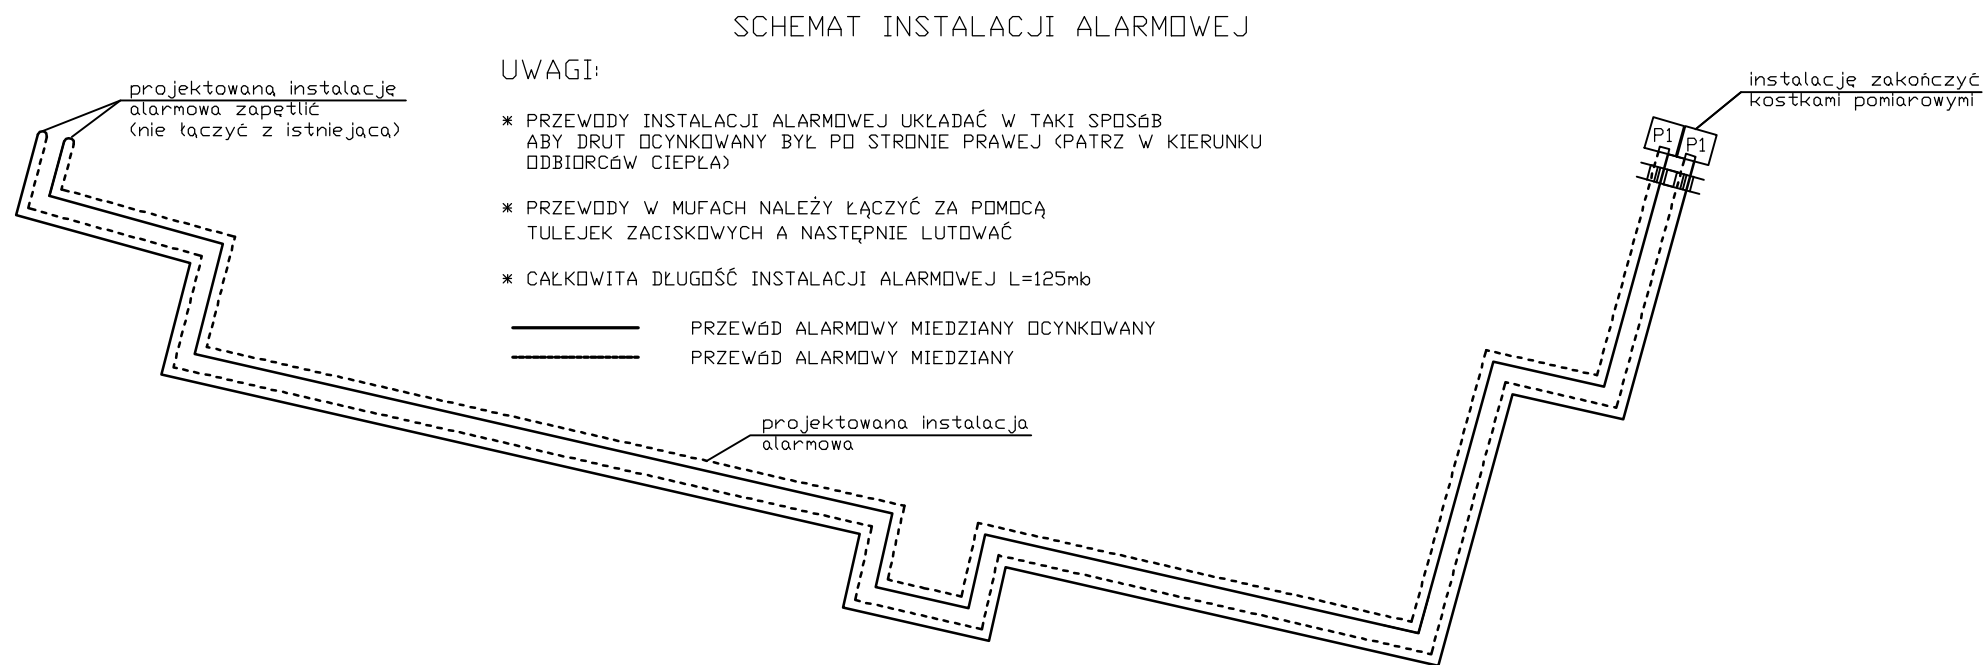 SCHEMAT INSTALACJI ALARMOWEJ
UWAGI:
projektowaną instalację
alarmowa zapętlić
(nie łączyć z istniejącą)
* PRZEWODY INSTALACJI ALARMOWEJ UKŁADAĆ W TAKI SPOSÓB
ABY DRUT OCYNKOWANY BYŁ PO STRONIE PRAWEJ (PATRZ W KIERUNKU
ODBIORCÓW CIEPŁA)
* PRZEWODY W MUFACH NALEŻY ŁĄCZYĆ ZA POMOCĄ
TULEJEK ZACISKOWYCH A NASTĘPNIE LUTOWAĆ
* CAŁKOWITA DŁUGOŚĆ INSTALACJI ALARMOWEJ L=125mb
PRZEWÓD ALARMOWY MIEDZIANY OCYNKOWANY
PRZEWÓD ALARMOWY MIEDZIANY
projektowana instalacja
alarmowa
instalację zakończyć
kostkami pomiarowymi
P1
P1